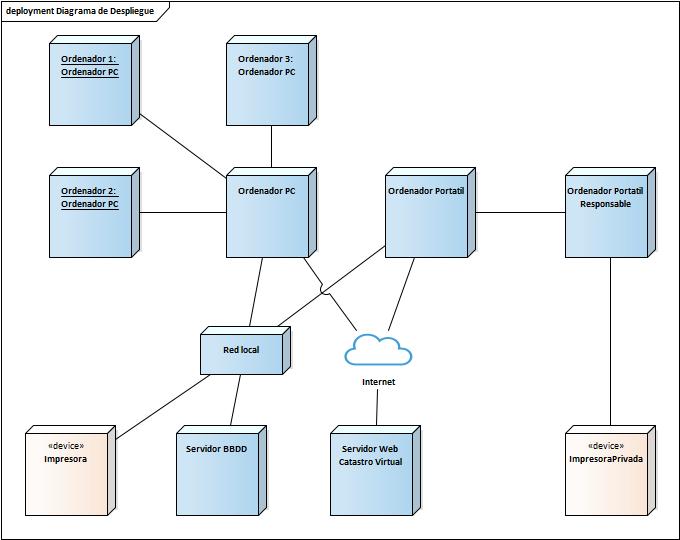 deployment Diagrama de Despliegue
Ordenador 1:
Ordenador PC
Ordenador 3:
Ordenador PC
Ordenador 2:
Ordenador PC
Ordenador PC
Ordenador Portatil
Ordenador Portatil
Responsable
Red local
Internet
«device»
Impresora
Servidor BBDD
Servidor Web
Catastro Virtual
«device»
ImpresoraPrivada